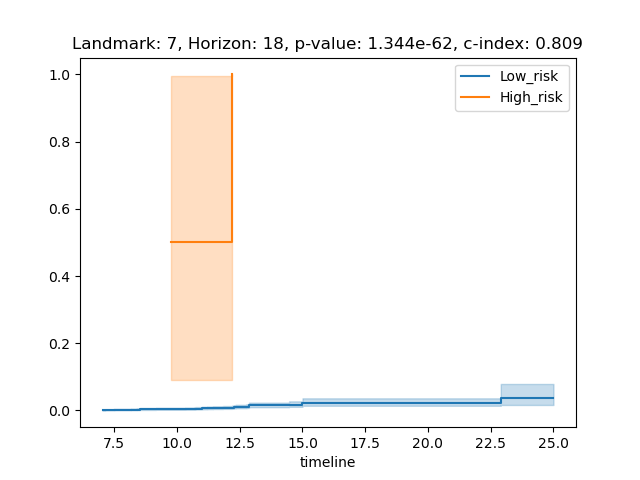 Landmark: 7, Horizon: 18, p-value: 1.344e-62, c-index: 0.809
Low_risk
High_risk
1.0
0.8
0.6
0.4
0.2
0.0
7.5 10.0 12.5 15.0 17.5 20.0 22.5 25.0
timeline